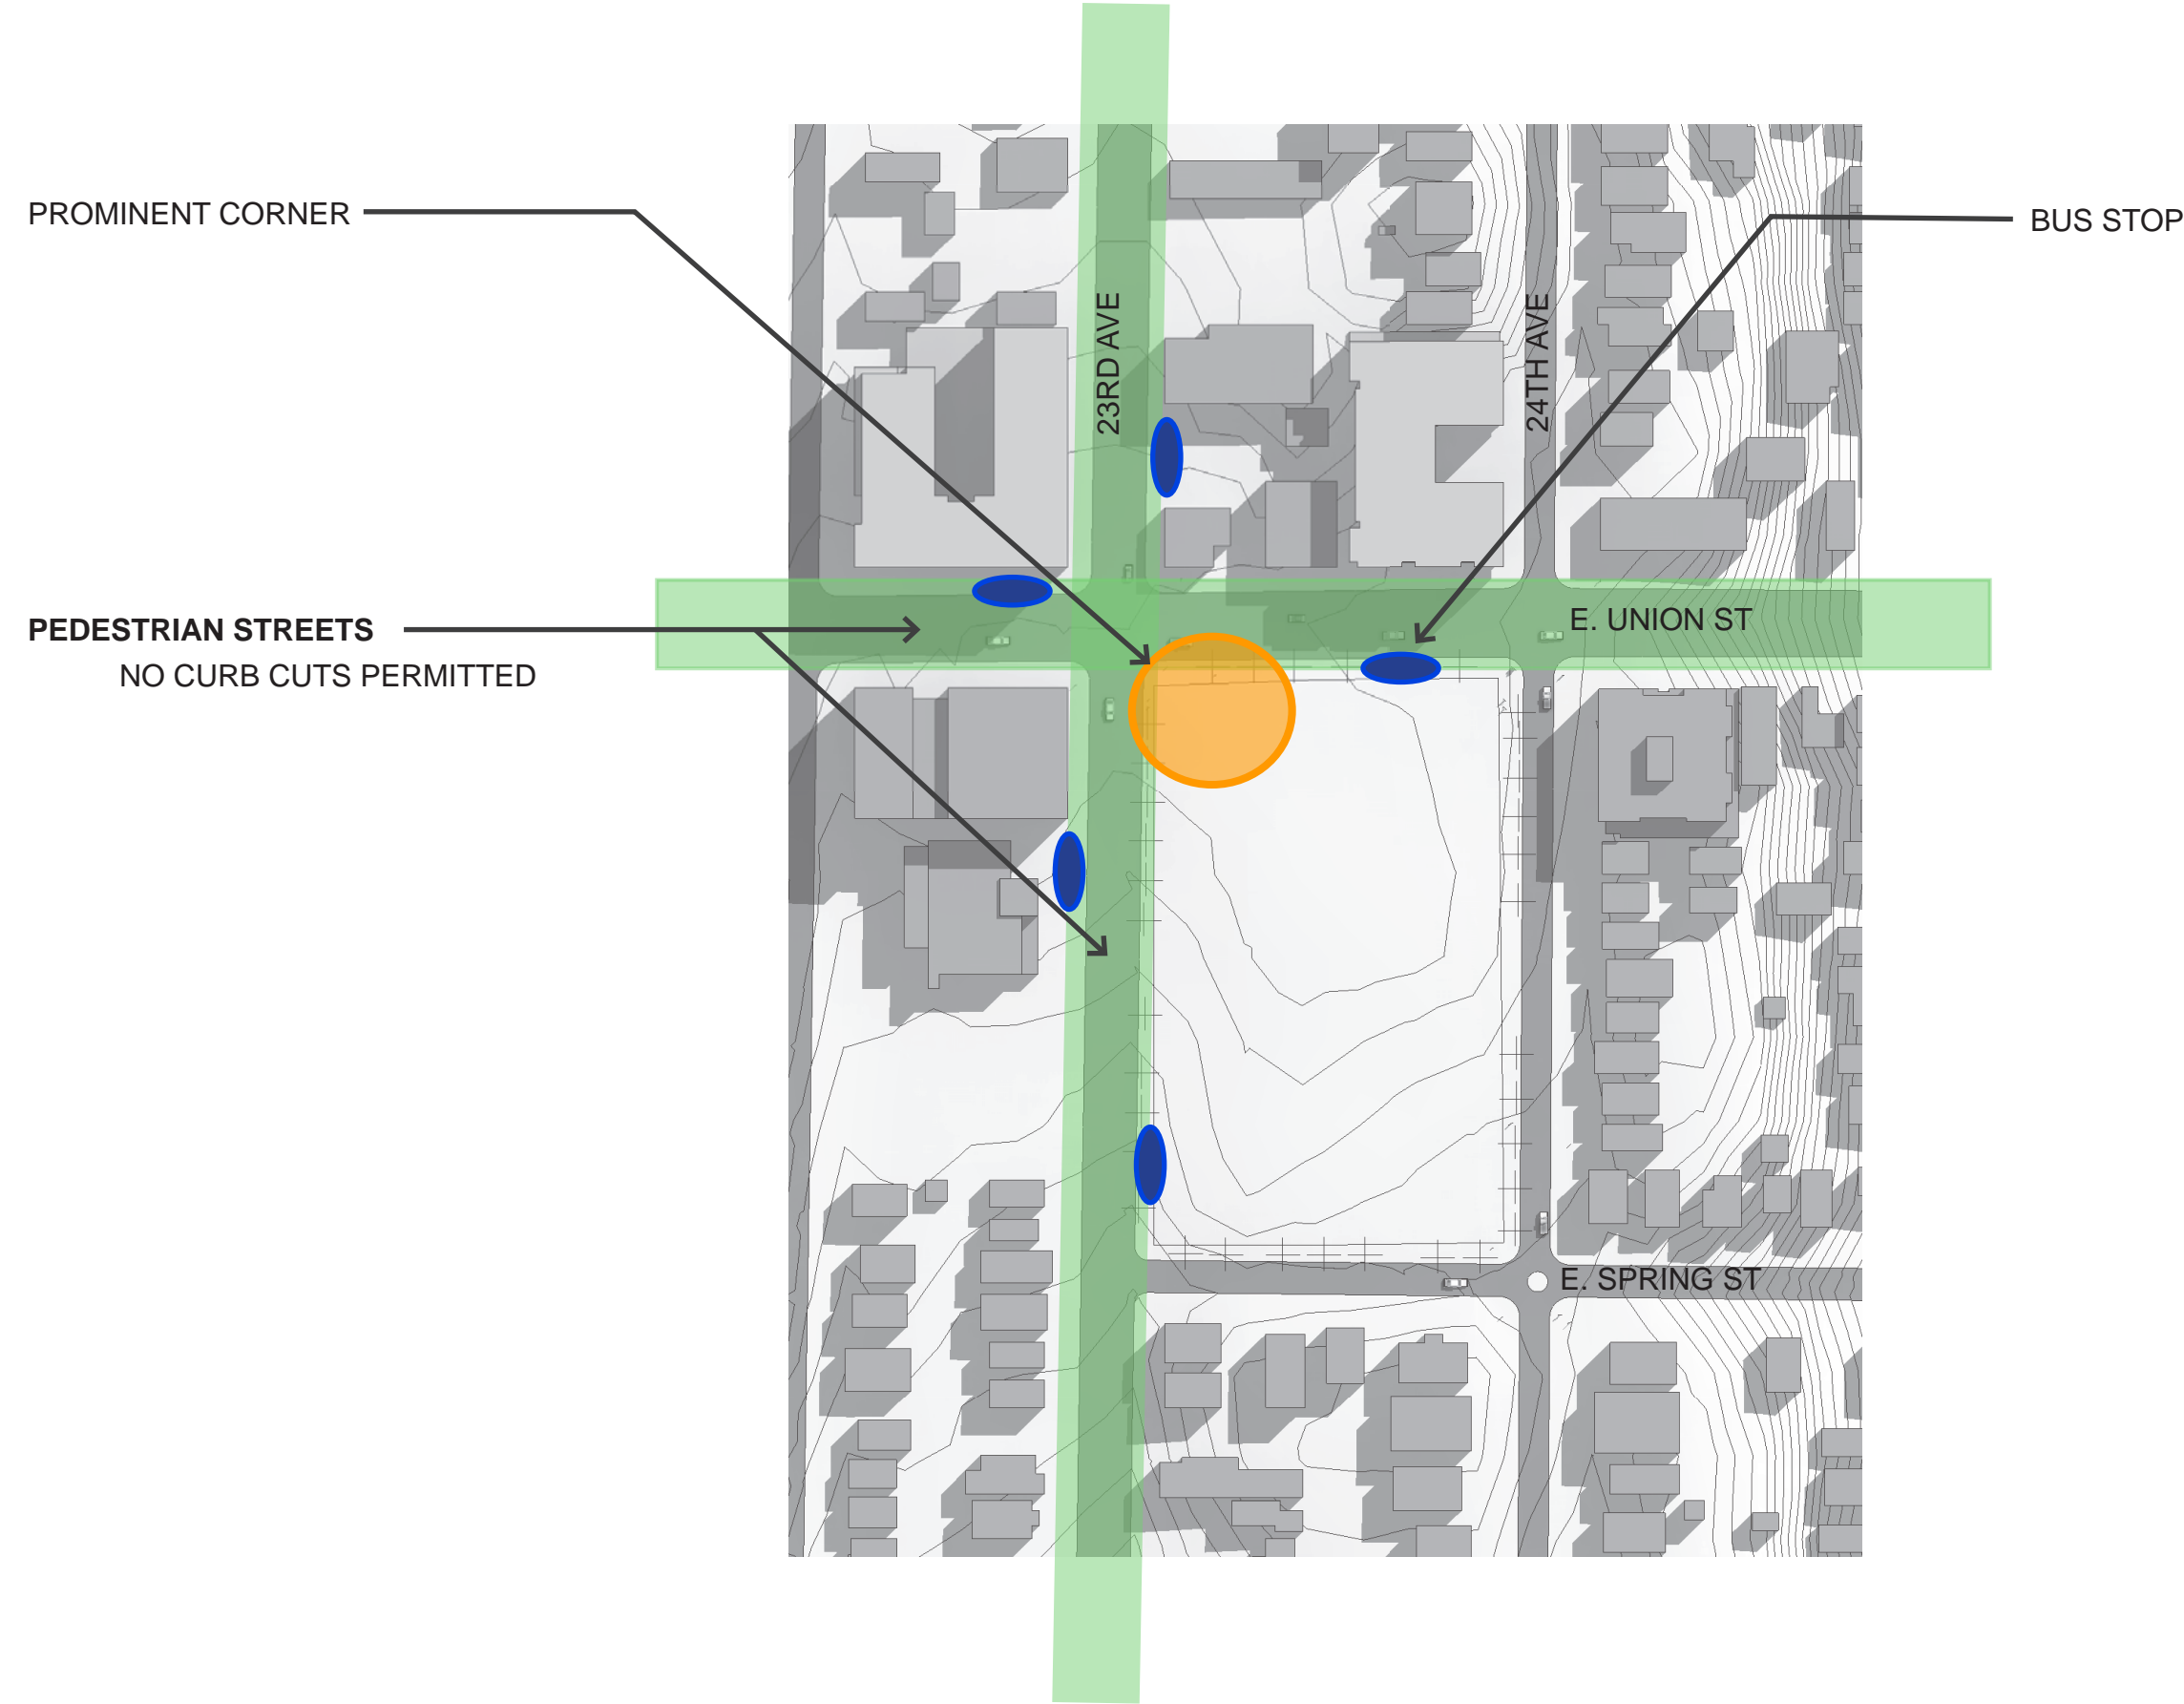 PROMINENT CORNER
BUS STOP
23RD AVE
24TH AVE
PEDESTRIAN STREETS
NO CURB CUTS PERMITTED
E. UNION ST
E. SPRING ST